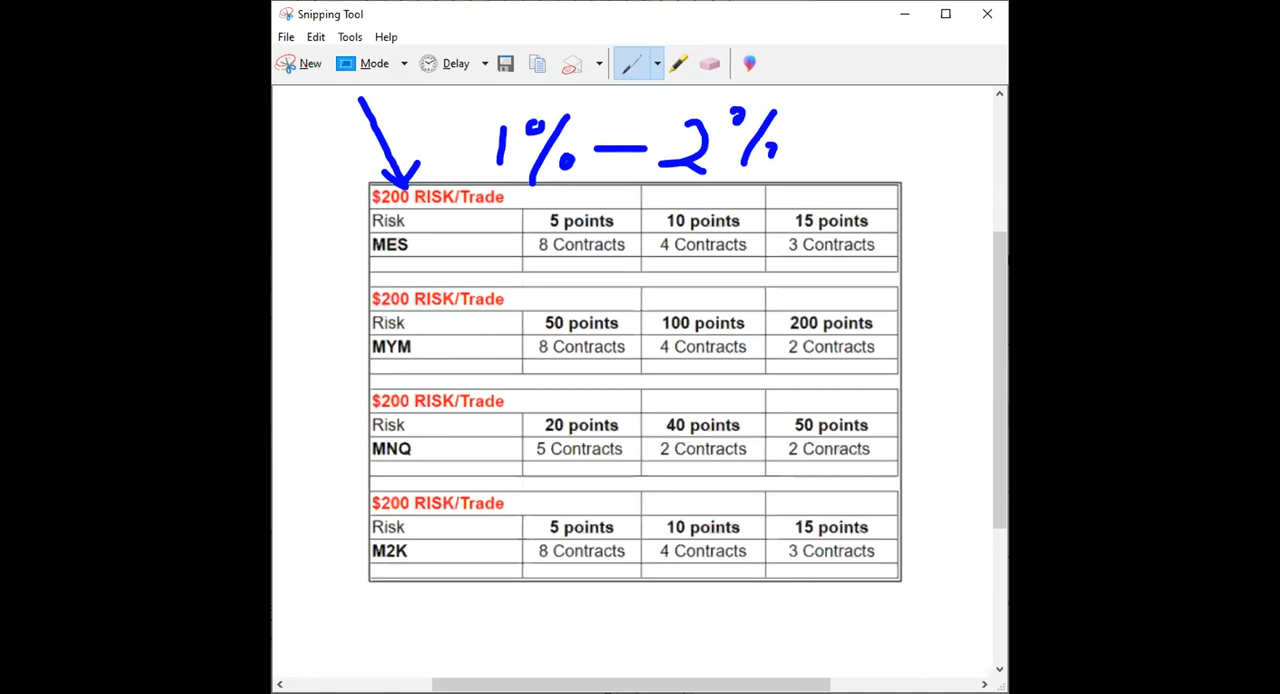 Snipping Tool
File Edit Tools Help
New Mode Delay
1% - 2%
$200 RISK/Trade
Risk 5 points 10 points 15 points
MES 8 Contracts 4 Contracts 3 Contracts
$200 RISK/Trade
Risk 50 points 100 points 200 points
MYM 8 Contracts 4 Contracts 2 Contracts
$200 RISK/Trade
Risk 20 points 40 points 50 points
MNQ 5 Contracts 2 Contracts 2 Conracts
$200 RISK/Trade
Risk 5 points 10 points 15 points
M2K 8 Contracts 4 Contracts 3 Contracts